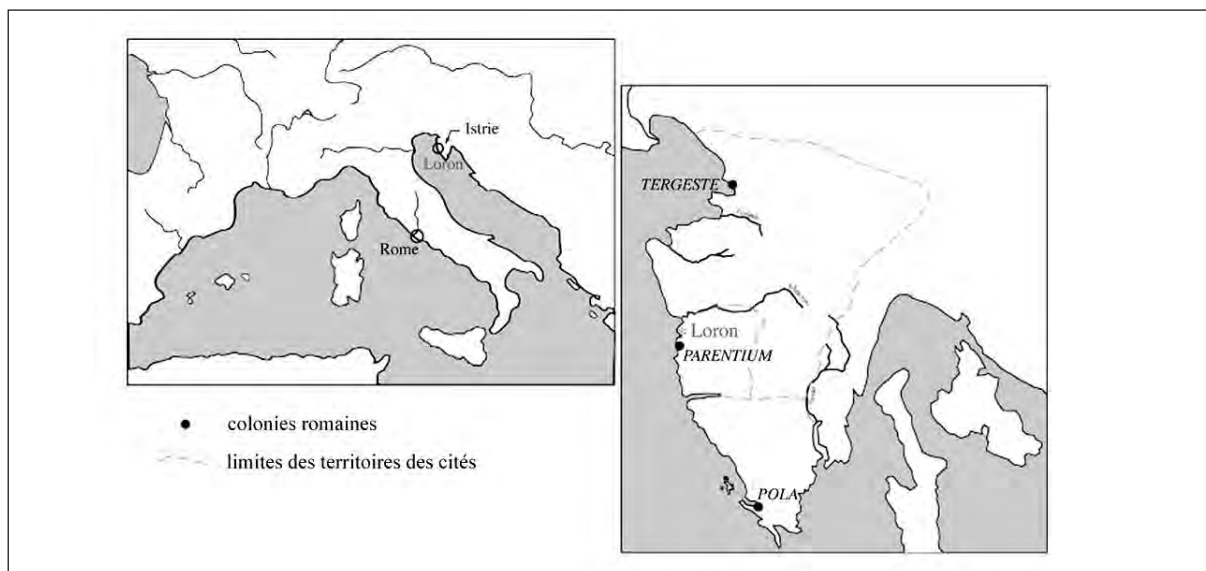 Istrie
Loron
Rome
colonies romaines
limites des territoires des cités
TERGESTE
Loron
PARENTIUM
POLA